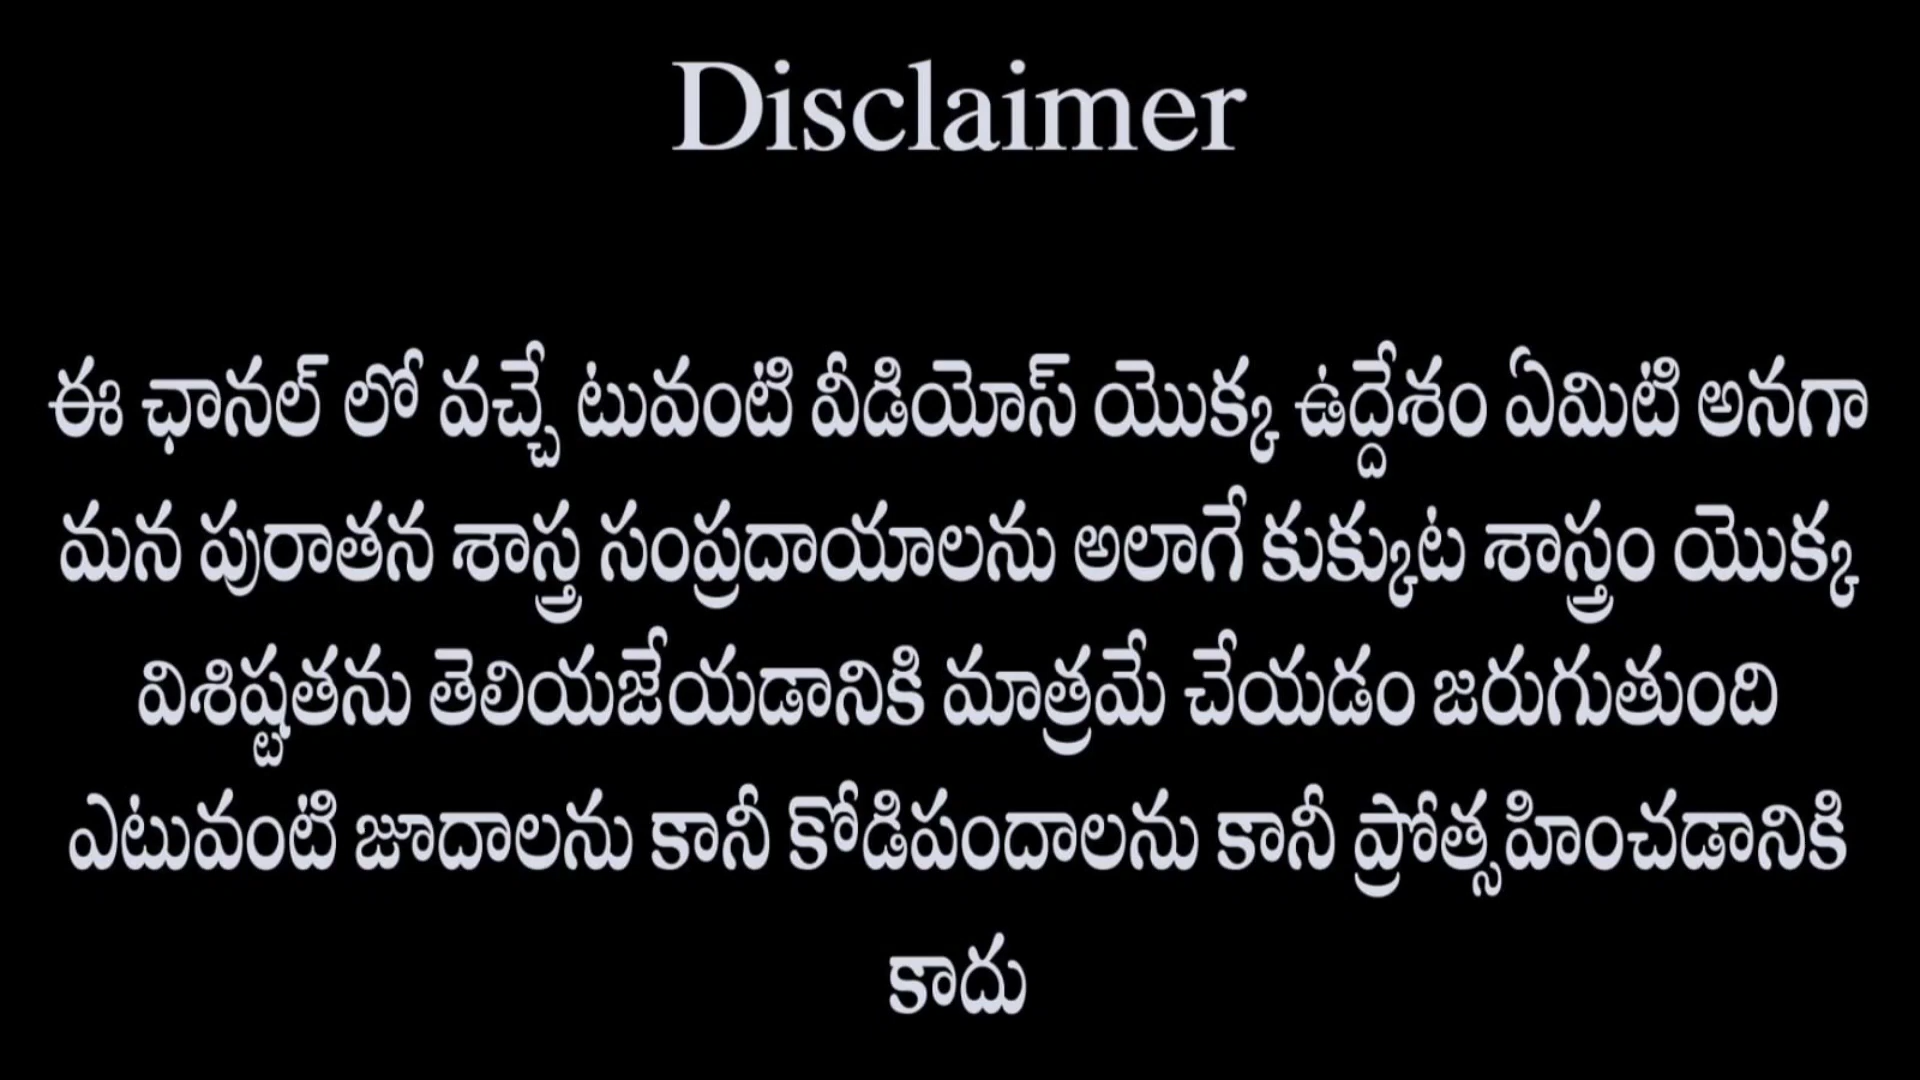 Disclaimer
ఈ ఛానల్ లో వచ్చే టువంటి వీడియోస్ యొక్క ఉద్దేశం ఏమిటి అనగా
మన పురాతన శాస్త్ర సంప్రదాయాలను అలాగే కుక్కుట శాస్త్రం యొక్క
విశిష్టతను తెలియజేయడానికి మాత్రమే చేయడం జరుగుతుంది
ఎటువంటి జూదాలను కానీ కోడిపందాలను కానీ ప్రోత్సహించడానికి
కాదు